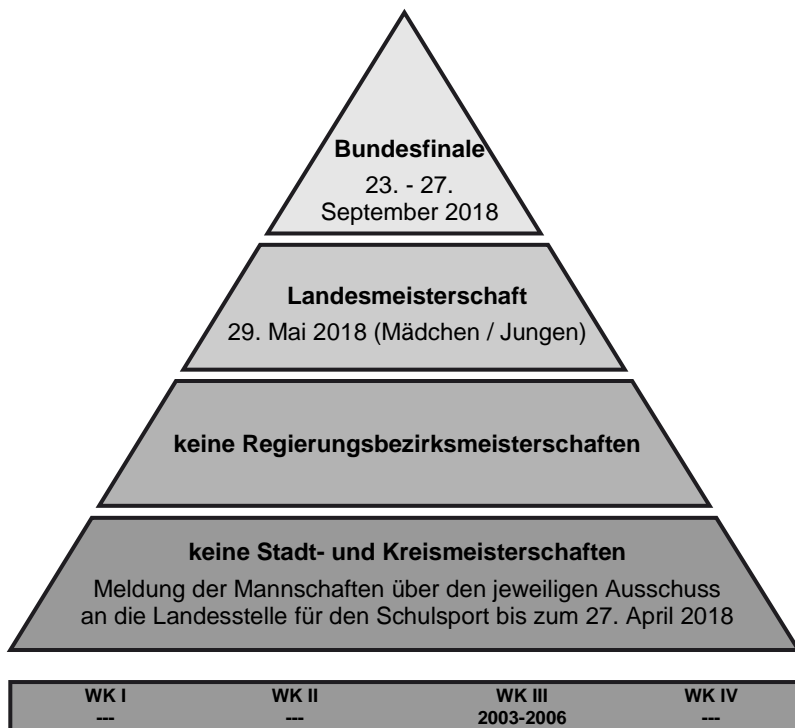 Bundesfinale
23. - 27.
September 2018
Landesmeisterschaft
29. Mai 2018 (Mädchen / Jungen)
keine Regierungsbezirksmeisterschaften
keine Stadt- und Kreismeisterschaften
Meldung der Mannschaften über den jeweiligen Ausschuss
an die Landesstelle für den Schulsport bis zum 27. April 2018
WK I WK II WK III WK IV
--- --- 2003-2006 ---